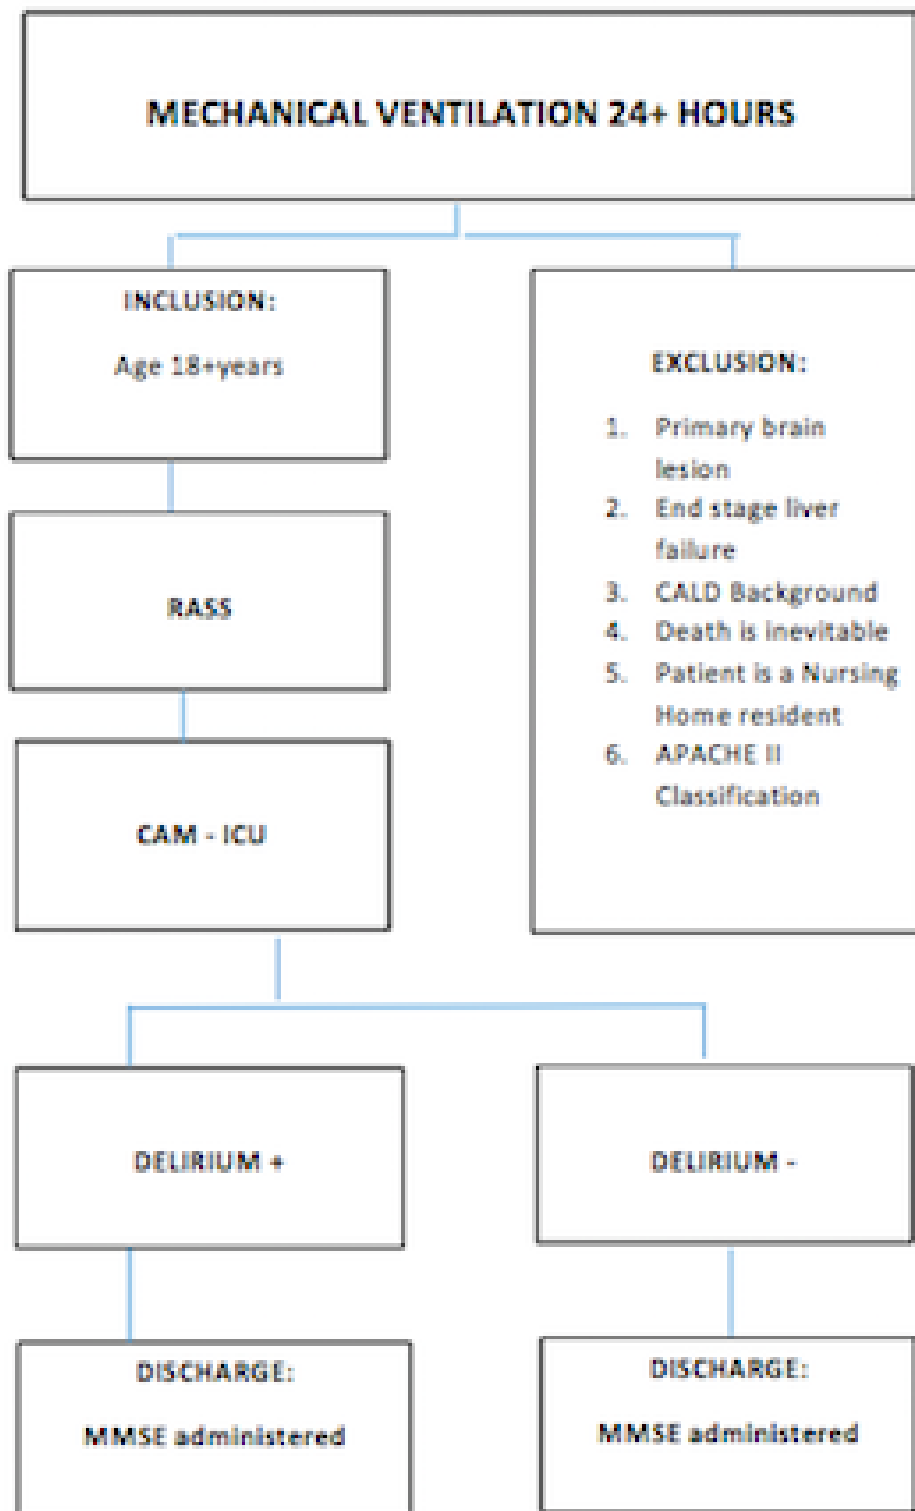 MECHANICAL VENTILATION 24+ HOURS
INCLUSION:
Age 18+years
EXCLUSION:
1. Primary brain
lesion
2. End stage liver
failure
3. CALD Background
4. Death is inevitable
5. Patient is a Nursing
Home resident
6. APACHE II
Classification
RASS
CAM - ICU
DELIRIUM +
DELIRIUM -
DISCHARGE:
MMSE administered
DISCHARGE:
MMSE administered